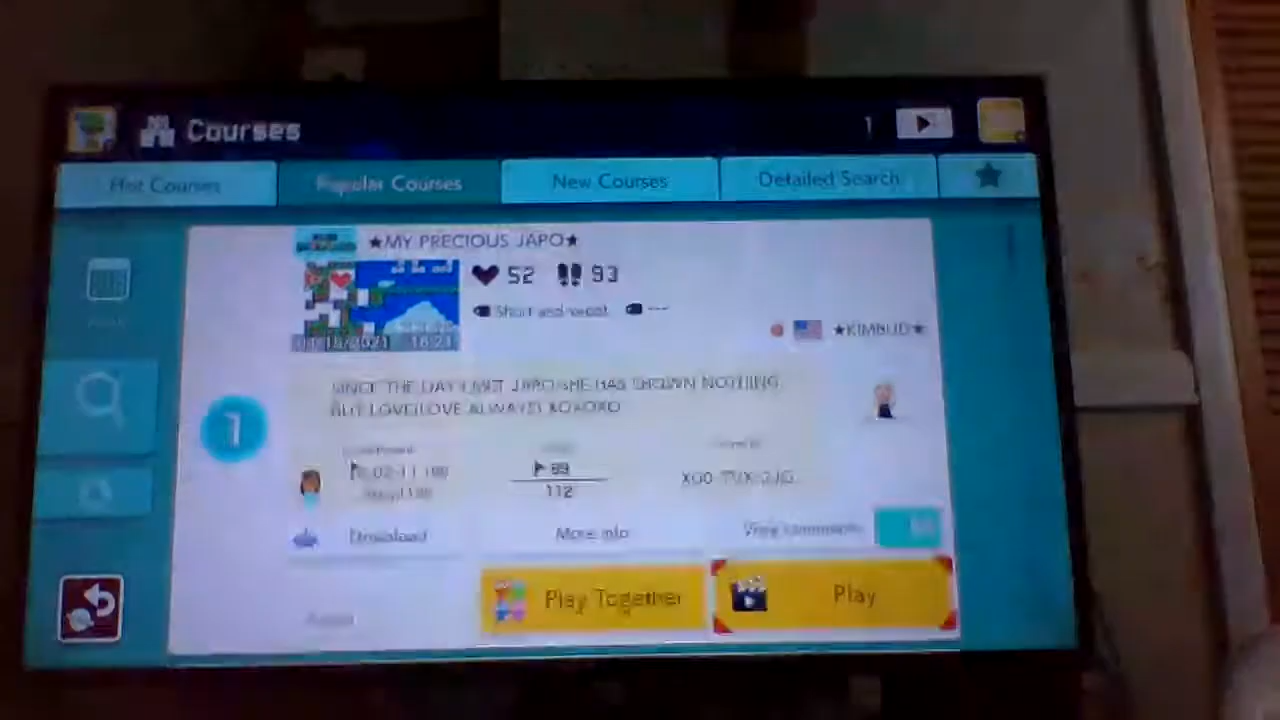 Courses
1
Hot Courses
Popular Courses
New Courses
Detailed Search
★MY PRECIOUS JAPO★
52
93
Short and sweet
---
★KIMBUD★
SINCE THE DAY I MET JAPO SHE HAS SHOWN NOTHING
BUT LOVE! LOVE ALWAYS XOXOXO
1
89
112
Download
More info
View comments
Play Together
Play